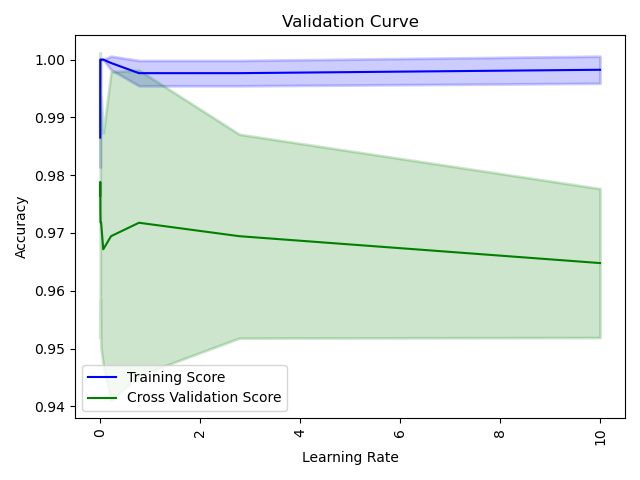 Validation Curve
1.00
0.99
0.98
0.97
0.96
0.95
0.94
Accuracy
Training Score
Cross Validation Score
0
2
4
6
8
10
Learning Rate